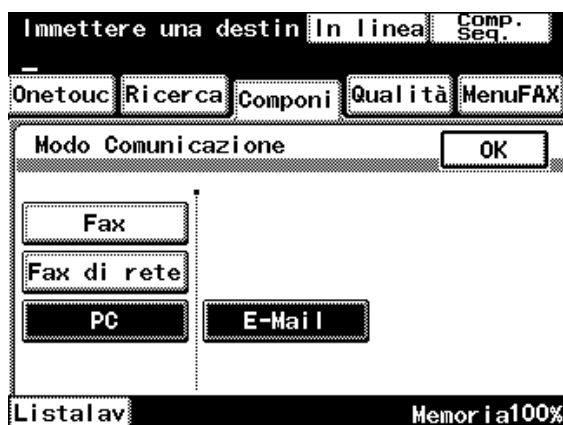 Immettere una destin In linea Comp. Seq.
Onetouc Ricerca Componi Qualità MenuFAX
Modo Comunicazione OK
Fax
Fax di rete
PC E-Mail
Listalav Memoria100%